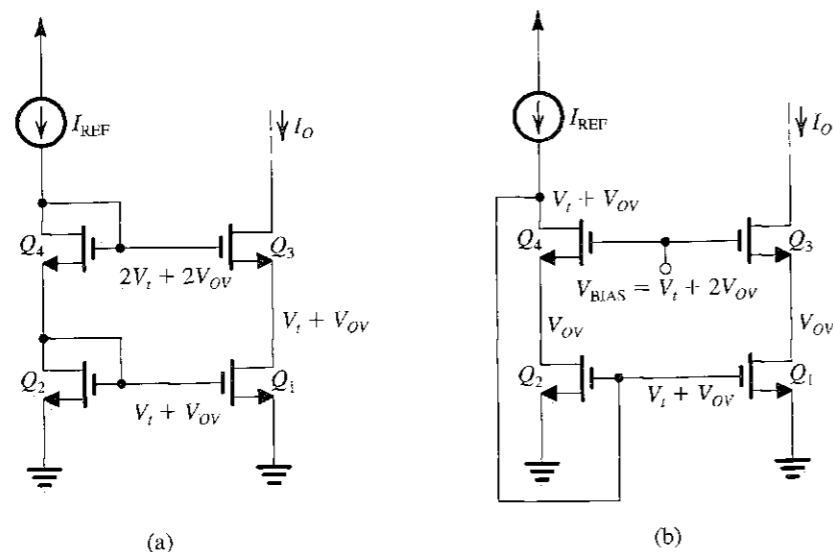 I_REF
I_O
Q_4
Q_3
2V_t + 2V_OV
V_t + V_OV
Q_2
Q_1
V_t + V_OV
(a)
I_REF
I_O
V_t + V_OV
Q_4
Q_3
V_BIAS = V_t + 2V_OV
V_OV
V_OV
Q_2
Q_1
V_t + V_OV
(b)